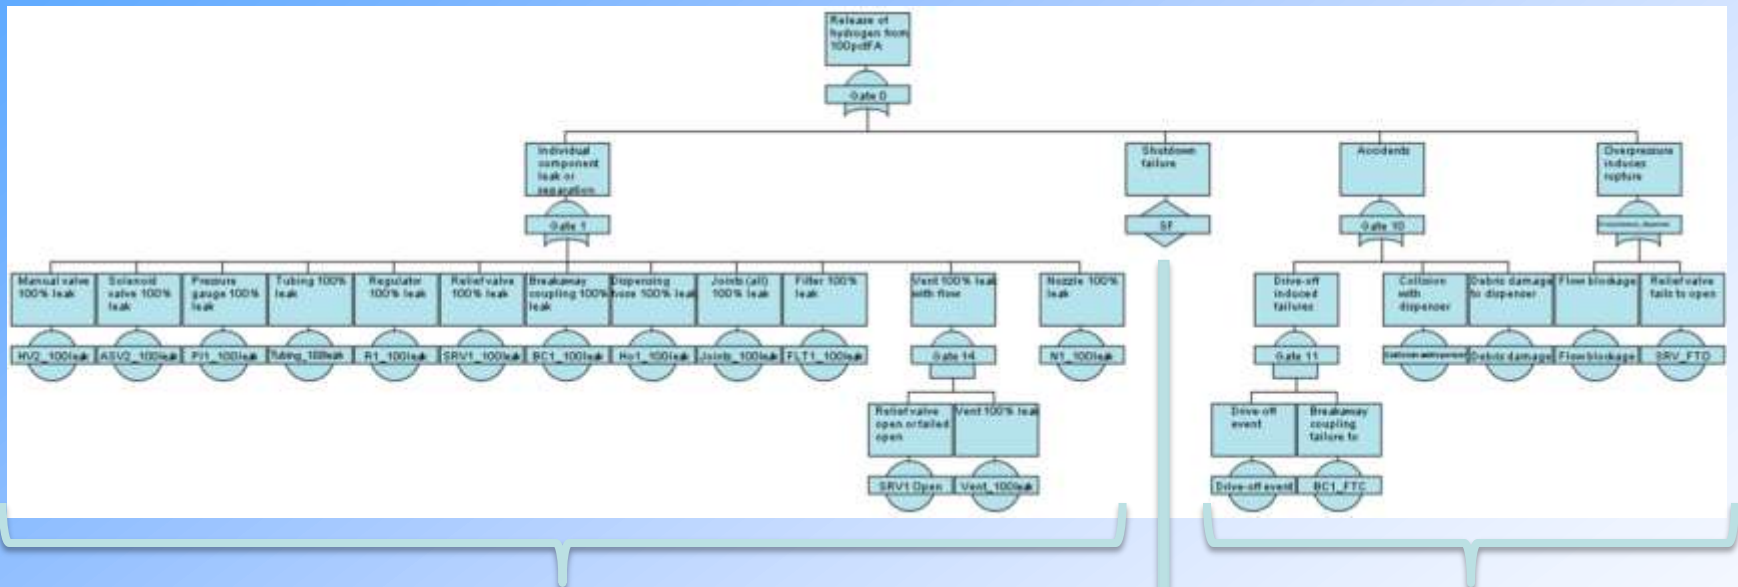 Release of
hydrogen from
100pctFA
Gate 0
Individual
component
leak or
separation
Gate 1
Shutdown
failure
SF
Accidents
Gate 10
Overpressure
induces
rupture
Manual valve
100% leak
HV2_100leak
Solenoid
valve 100%
leak
ASV2_100leak
Pressure
gauge 100%
leak
PI1_100leak
Tubing 100%
leak
Tubing_100leak
Regulator
100% leak
R1_100leak
Relief valve
100% leak
SRV1_100leak
Breakaway
coupling 100%
leak
BC1_100leak
Dispensing
hose 100% leak
Ho1_100leak
Joints (all)
100% leak
Joints_100leak
Filter 100%
leak
FLT1_100leak
Vent 100% leak
with flow
Gate 14
Nozzle 100%
leak
N1_100leak
Drive-off
induced
failures
Gate 11
Collision
with
dispenser
Debris damage
to dispenser
Debris damage
Flow blockage
Flow blockage
Relief valve
fails to open
SRV_FTO
Relief valve
open or failed
open
SRV1 Open
Vent 100% leak
Vent_100leak
Drive off
event
Drive-off event
Breakaway
coupling
failure to
BC1_FTC